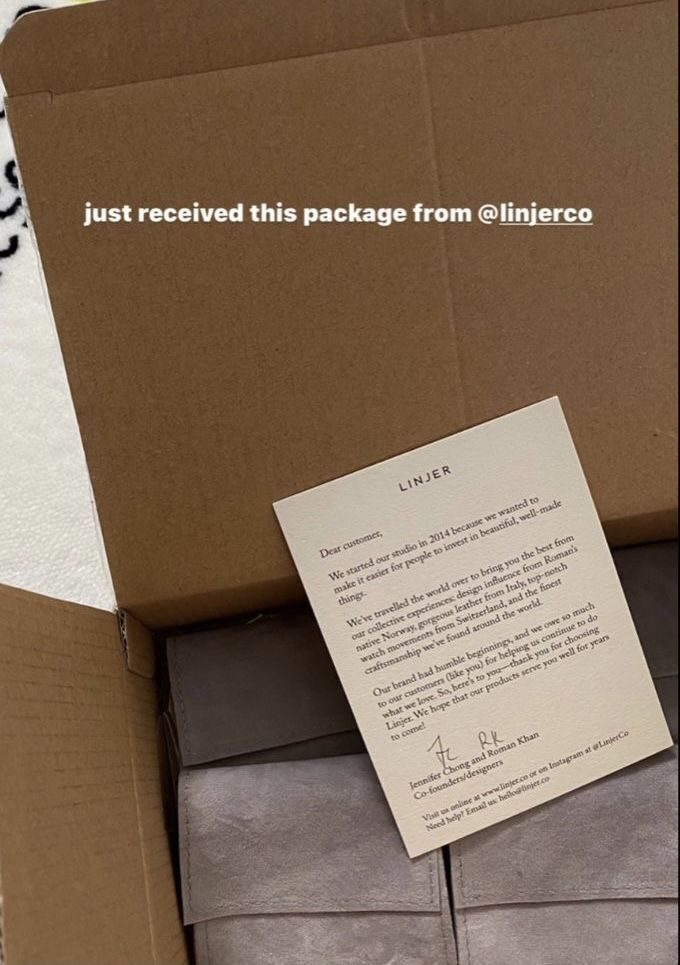 just received this package from @linjerco
LINJER
Dear customer,
We started our studio in 2014 because we wanted to
make it easier for people to invest in beautiful, well-made
things.
We've travelled the world over to bring you the best from
our collective experiences: design influence from Roman's
native Norway, gorgeous leather from Italy, top-notch
watch movements from Switzerland, and the finest
craftsmanship we've found around the world.
Our brand had humble beginnings, and we owe so much
to our customers (like you) for helping us continue to do
what we love. So, here's to you—thank you for choosing
Linjer. We hope that our products serve you well for years
to come!
JC RK
Jennifer Chong and Roman Khan
Co-founders/designers
Visit us online at www.linjer.co or on Instagram at @LinjerCo
Need help? Email us: hello@linjer.co